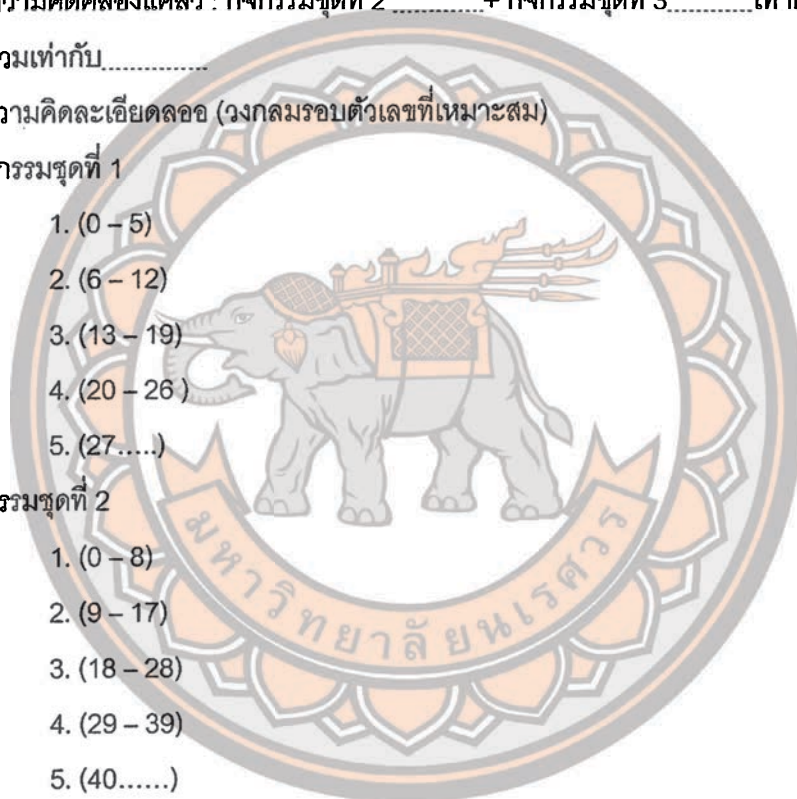 ความคิดคล่องแคล่ว : กิจกรรมชุดที่ 2 ............+ กิจกรรมชุดที่ 3...........
วมเท่ากับ..............
วามคิดละเอียดลออ (วงกลมรอบตัวเลขที่เหมาะสม)
กรรมชุดที่ 1
1. (0 – 5)
2. (6 – 12)
3. (13 – 19)
4. (20 – 26 )
5. (27.....)
รรมชุดที่ 2
1. (0 – 8)
2. (9 – 17)
3. (18 – 28)
4. (29 – 39)
5. (40......)
มหาวิทยาลัยนเรศวร